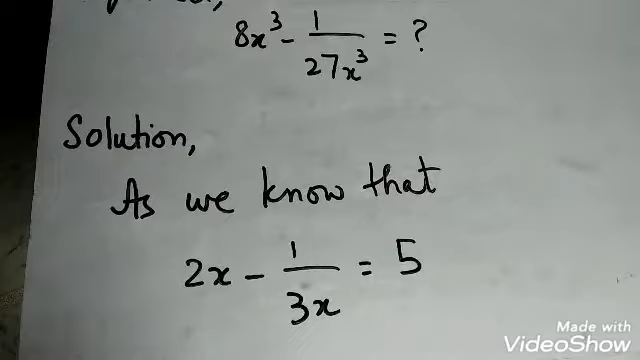 8x³ - 1/27x³ = ?
Solution,
As we know that
2x - 1/3x = 5
Made with
VideoShow